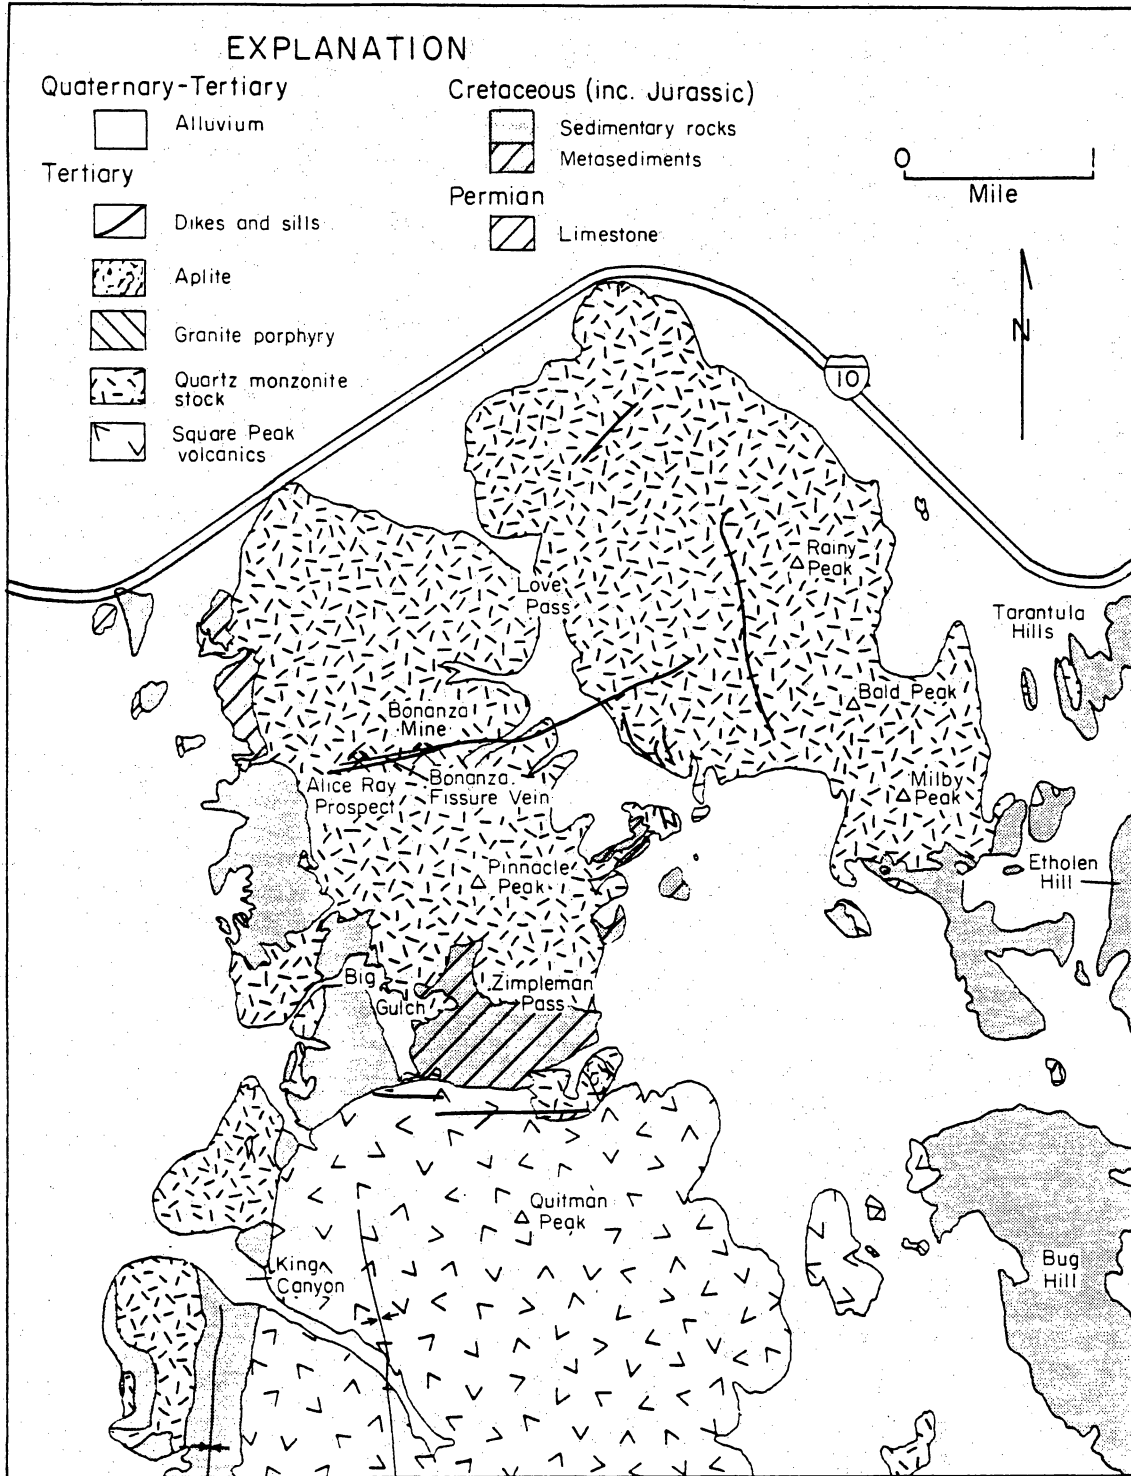 EXPLANATION
Quaternary-Tertiary
Alluvium
Tertiary
Dikes and sills
Aplite
Granite porphyry
Quartz monzonite
stock
Square Peak
volcanics
Cretaceous (inc. Jurassic)
Sedimentary rocks
Metasediments
Permian
Limestone
0 1
Mile
N
10
Rainy
Peak
Love
Pass
Tarantula
Hills
Bald Peak
Bonanza
Mine
Alice Ray
Prospect
Bonanza
Fissure Vein
Milby
Peak
Pinnacle
Peak
Etholen
Hill
Big
Gulch
Zimpleman
Pass
Quitman
Peak
King
Canyon
Bug
Hill